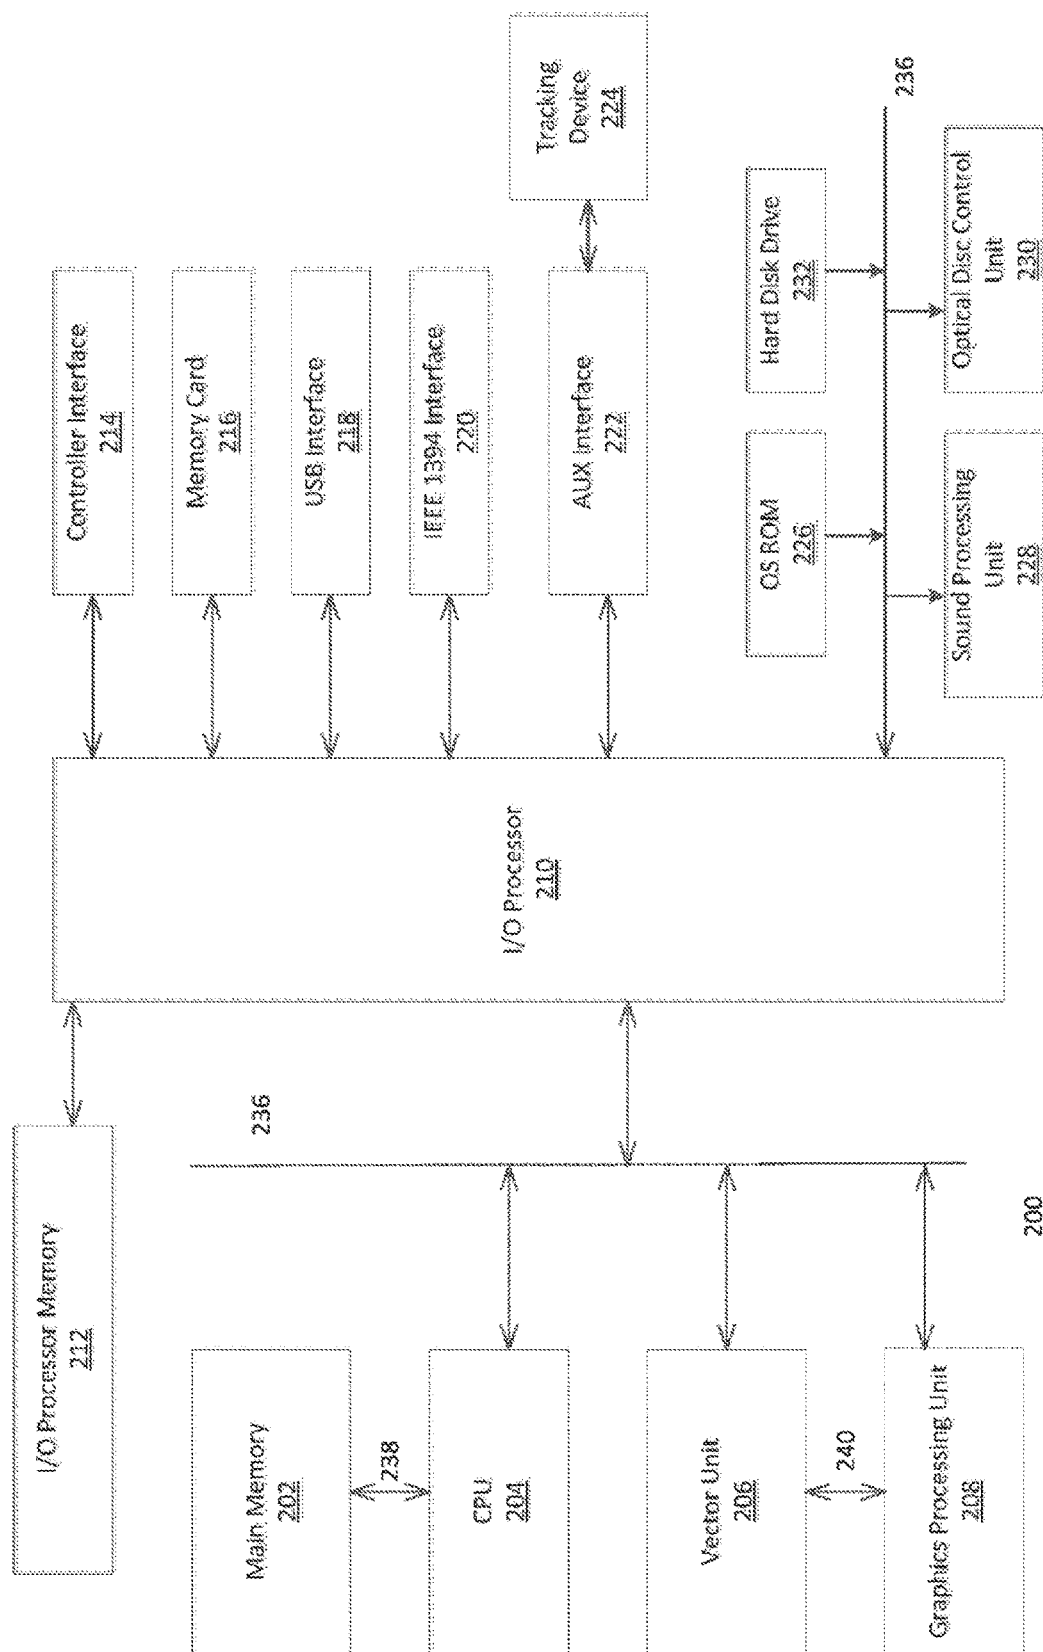 I/O Processor Memory
212
Main Memory
202
238
CPU
204
Vector Unit
206
240
Graphics Processing Unit
208
236
200
I/O Processor
210
Controller Interface
214
Memory Card
216
USB Interface
218
IEEE 1394 Interface
220
AUX Interface
222
Tracking
Device
224
OS ROM
226
Hard Disk Drive
232
236
Sound Processing
Unit
228
Optical Disc Control
Unit
230